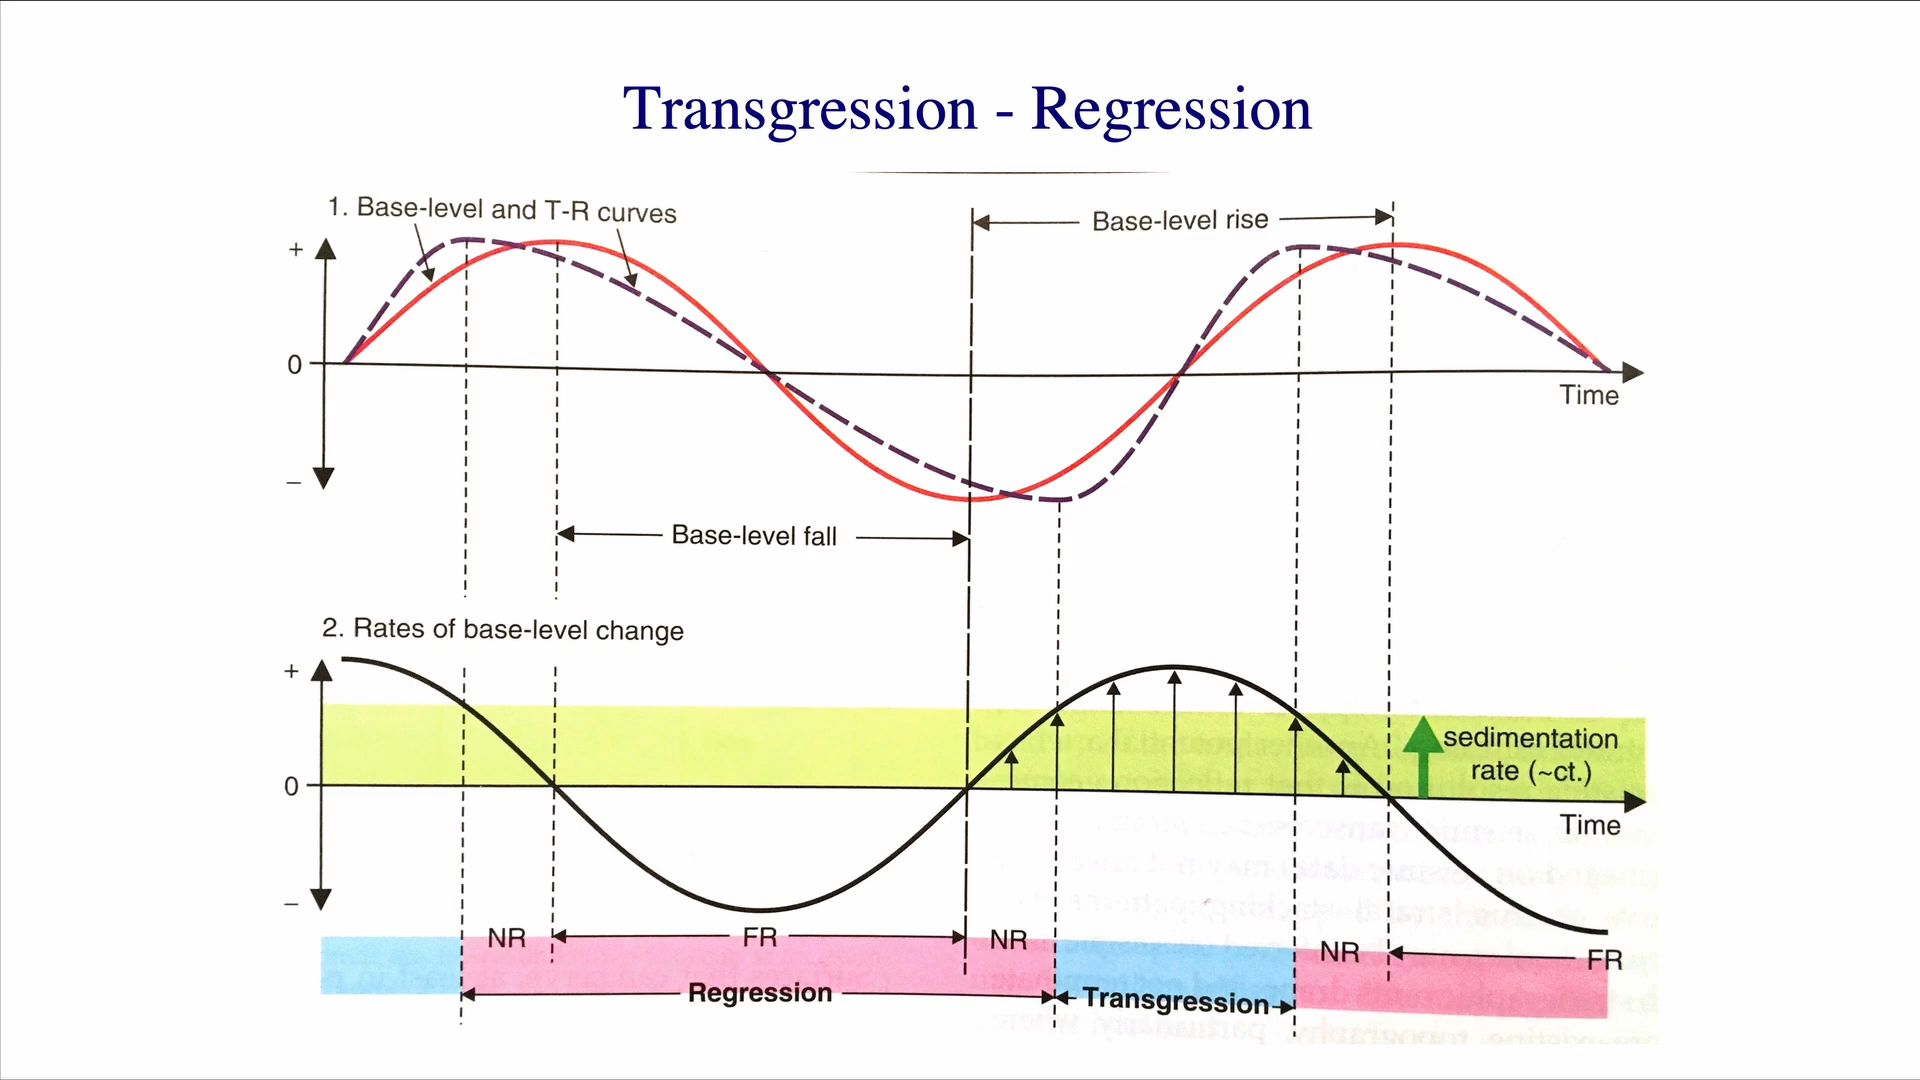 Transgression - Regression
1. Base-level and T-R curves
Base-level rise
+
0
Time
–
Base-level fall
2. Rates of base-level change
+
sedimentation
rate (~ct.)
0
Time
–
NR
FR
NR
NR
FR
Regression
Transgression